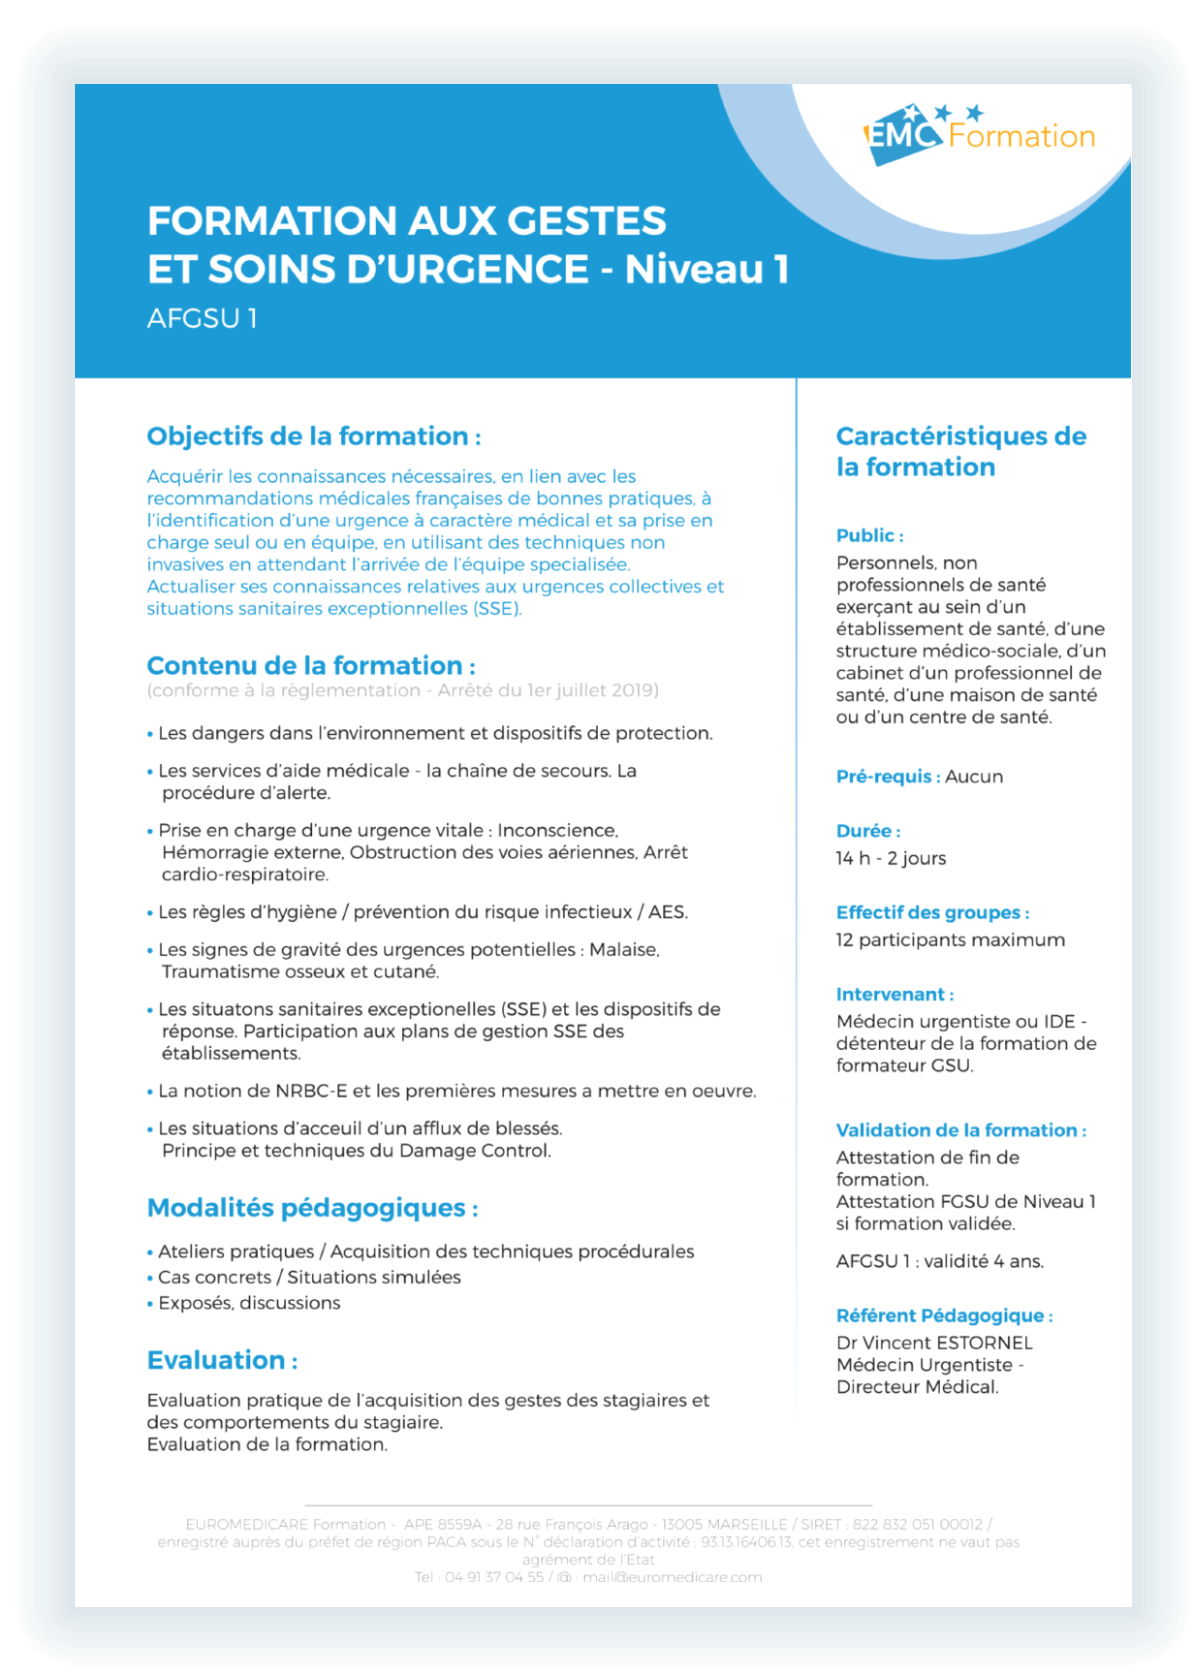 EMC Formation
FORMATION AUX GESTES
ET SOINS D'URGENCE - Niveau 1
AFGSU 1
Objectifs de la formation :
Acquérir les connaissances nécessaires, en lien avec les
recommandations médicales françaises de bonnes pratiques, à
l'identification d'une urgence à caractère médical et sa prise en
charge seul ou en équipe, en utilisant des techniques non
invasives en attendant l'arrivée de l'équipe specialisée.
Actualiser ses connaissances relatives aux urgences collectives et
situations sanitaires exceptionnelles (SSE).
Contenu de la formation :
(conforme à la règlementation - Arrêté du 1er juillet 2019)
• Les dangers dans l'environnement et dispositifs de protection.
• Les services d'aide médicale - la chaîne de secours. La
procédure d'alerte.
• Prise en charge d'une urgence vitale : Inconscience,
Hémorragie externe, Obstruction des voies aériennes, Arrêt
cardio-respiratoire.
• Les règles d'hygiène / prévention du risque infectieux / AES.
• Les signes de gravité des urgences potentielles : Malaise,
Traumatisme osseux et cutané.
• Les situatons sanitaires exceptionelles (SSE) et les dispositifs de
réponse. Participation aux plans de gestion SSE des
établissements.
• La notion de NRBC-E et les premières mesures a mettre en oeuvre.
• Les situations d'acceuil d'un afflux de blessés.
Principe et techniques du Damage Control.
Modalités pédagogiques :
• Ateliers pratiques / Acquisition des techniques procédurales
• Cas concrets / Situations simulées
• Exposés, discussions
Evaluation :
Evaluation pratique de l'acquisition des gestes des stagiaires et
des comportements du stagiaire.
Evaluation de la formation.
Caractéristiques de
la formation
Public :
Personnels, non
professionnels de santé
exerçant au sein d'un
établissement de santé, d'une
structure médico-sociale, d'un
cabinet d'un professionnel de
santé, d'une maison de santé
ou d'un centre de santé.
Pré-requis : Aucun
Durée :
14 h - 2 jours
Effectif des groupes :
12 participants maximum
Intervenant :
Médecin urgentiste ou IDE -
détenteur de la formation de
formateur GSU.
Validation de la formation :
Attestation de fin de
formation.
Attestation FGSU de Niveau 1
si formation validée.
AFGSU 1 : validité 4 ans.
Référent Pédagogique :
Dr Vincent ESTORNEL
Médecin Urgentiste -
Directeur Médical.
EUROMEDICARE Formation - APE 8559A - 28 rue François Arago - 13005 MARSEILLE / SIRET : 822 832 051 00012 /
enregistré auprès du préfet de région PACA sous le N° déclaration d'activité : 93.13.16406.13, cet enregistrement ne vaut pas
agrément de l'Etat
Tel : 04 91 37 04 55 / @ : mail@euromedicare.com